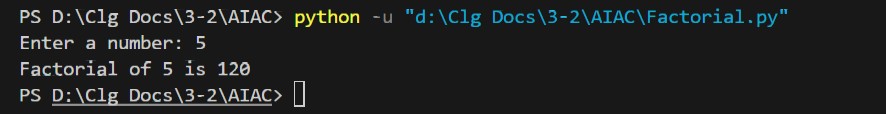 PS D:\Clg Docs\3-2\AIAC> python -u "d:\Clg Docs\3-2\AIAC\Factorial.py"
Enter a number: 5
Factorial of 5 is 120
PS D:\Clg Docs\3-2\AIAC>